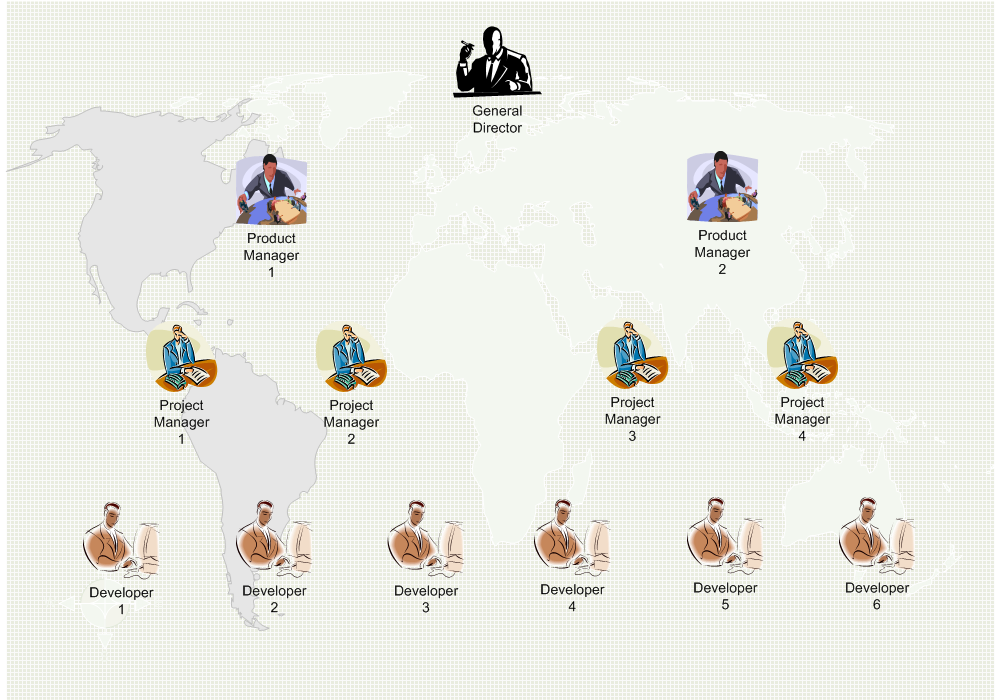 General
Director
Product
Manager
1
Product
Manager
2
Project
Manager
1
Project
Manager
2
Project
Manager
3
Project
Manager
4
Developer
1
Developer
2
Developer
3
Developer
4
Developer
5
Developer
6